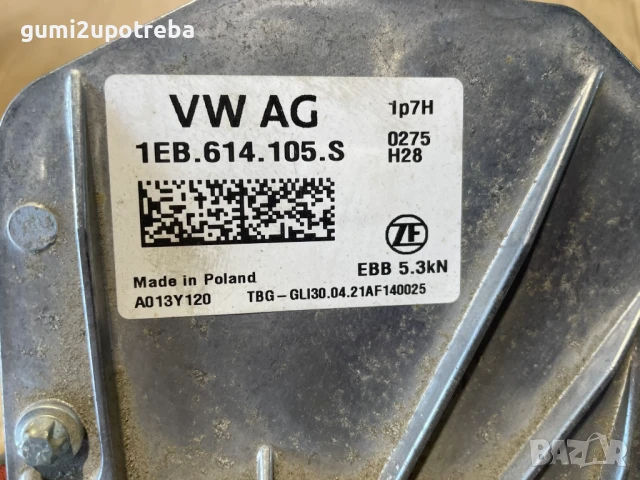 gumi2upotreba
VW AG
1p7H
1EB.614.105.S
0275
H28
ZF
EBB 5.3kN
Made in Poland
A013Y120
TBG-GLI30.04.21AF140025
BAZAR